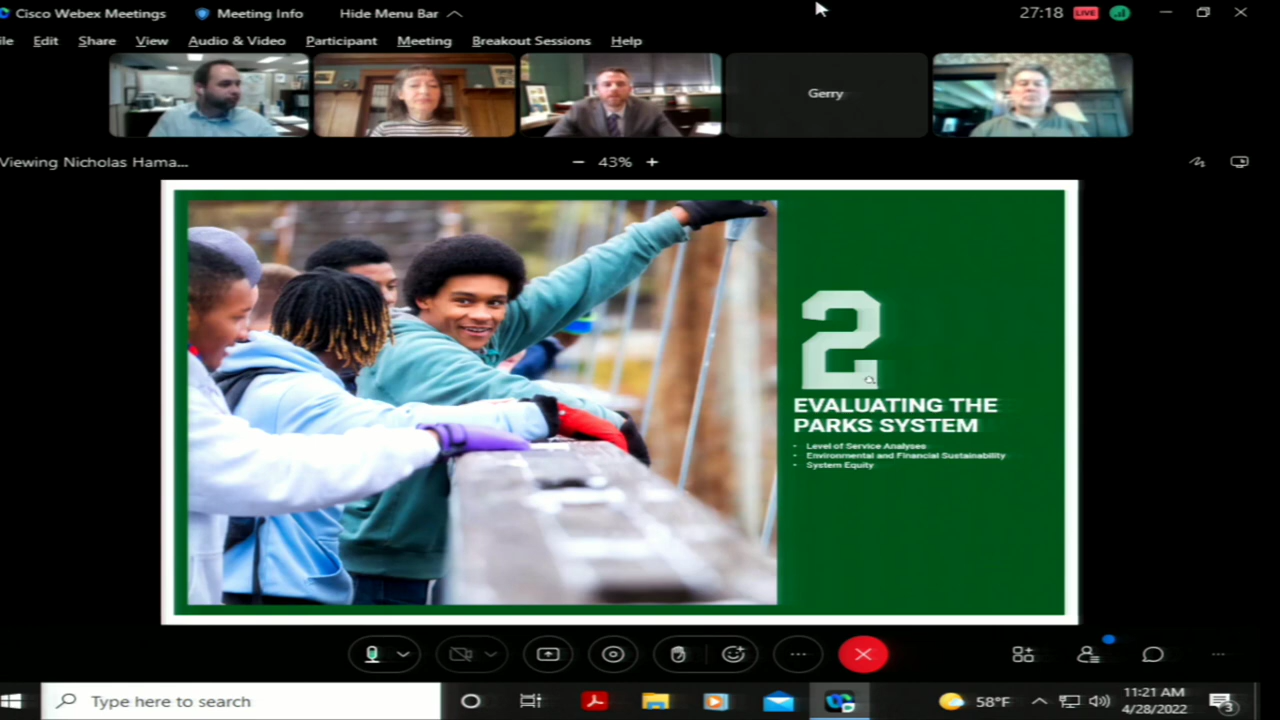 Cisco Webex Meetings Meeting Info Hide Menu Bar 27:18 LIVE
ile Edit Share View Audio & Video Participant Meeting Breakout Sessions Help
Gerry
Viewing Nicholas Hama... 43%
2
EVALUATING THE
PARKS SYSTEM
• Level of Service Analyses
• Environmental and Financial Sustainability
• System Equity
Type here to search 58°F 11:21 AM
4/28/2022 3